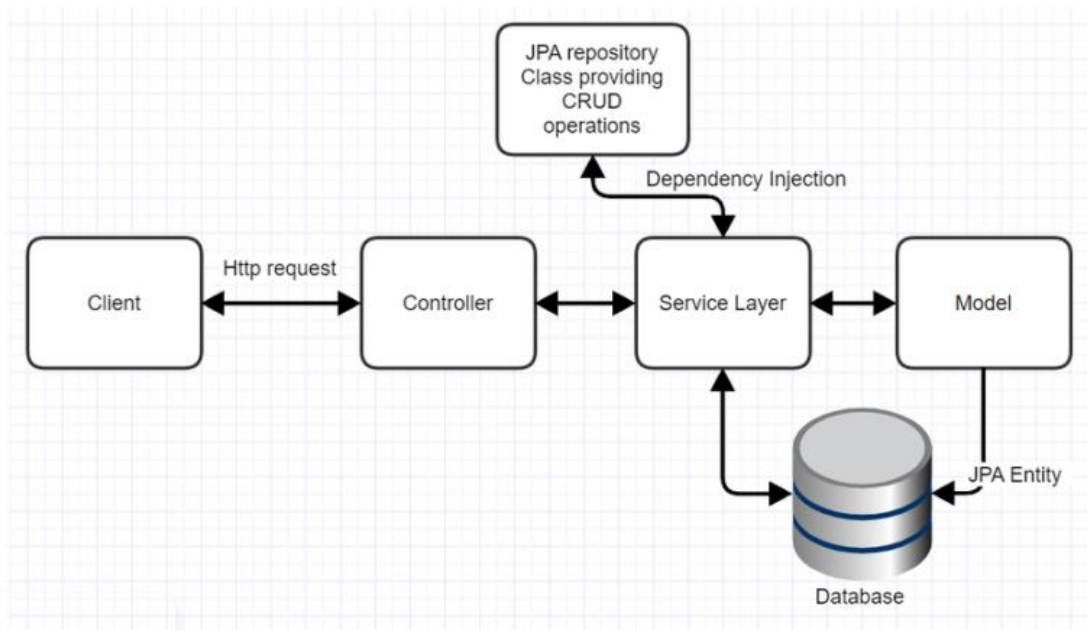 JPA repository
Class providing
CRUD
operations
Dependency Injection
Http request
Client
Controller
Service Layer
Model
JPA Entity
Database